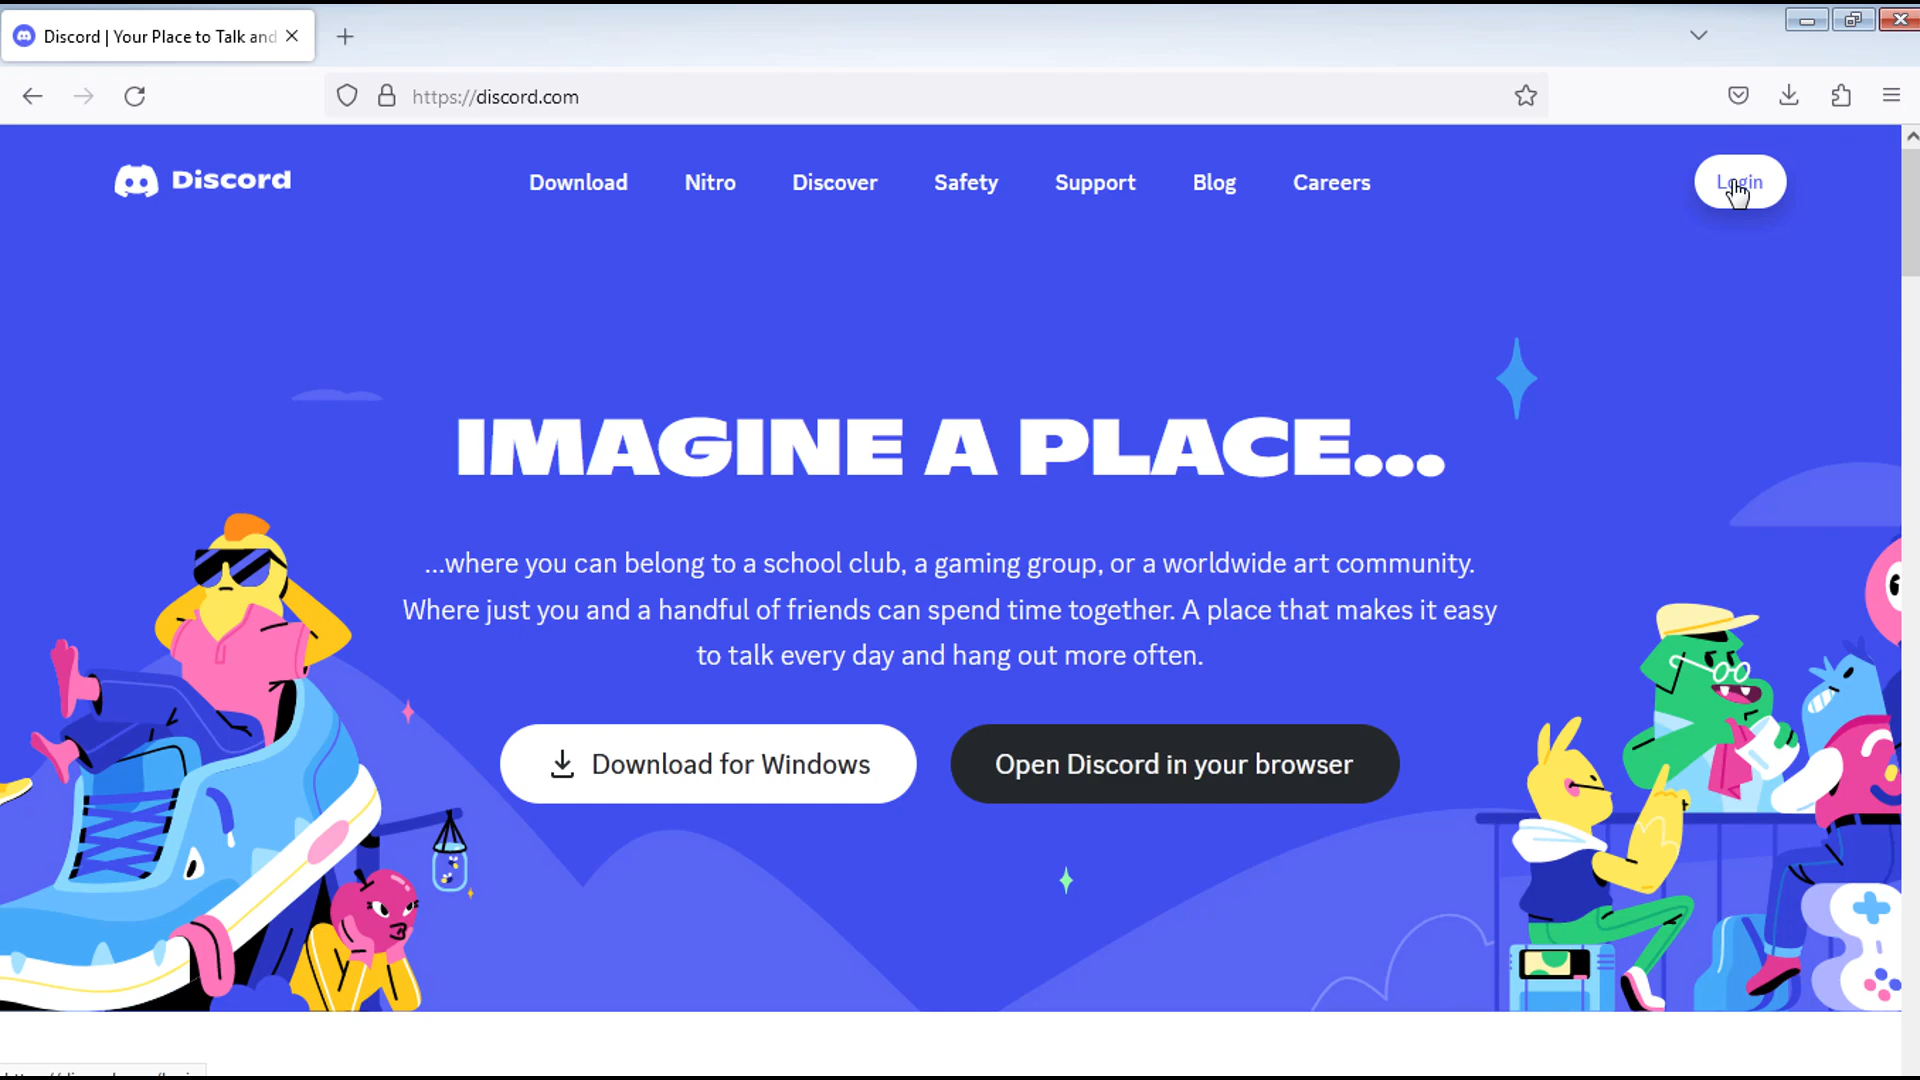 Discord | Your Place to Talk and
https://discord.com
Discord
Download
Nitro
Discover
Safety
Support
Blog
Careers
Login
IMAGINE A PLACE...
...where you can belong to a school club, a gaming group, or a worldwide art community.
Where just you and a handful of friends can spend time together. A place that makes it easy
to talk every day and hang out more often.
Download for Windows
Open Discord in your browser